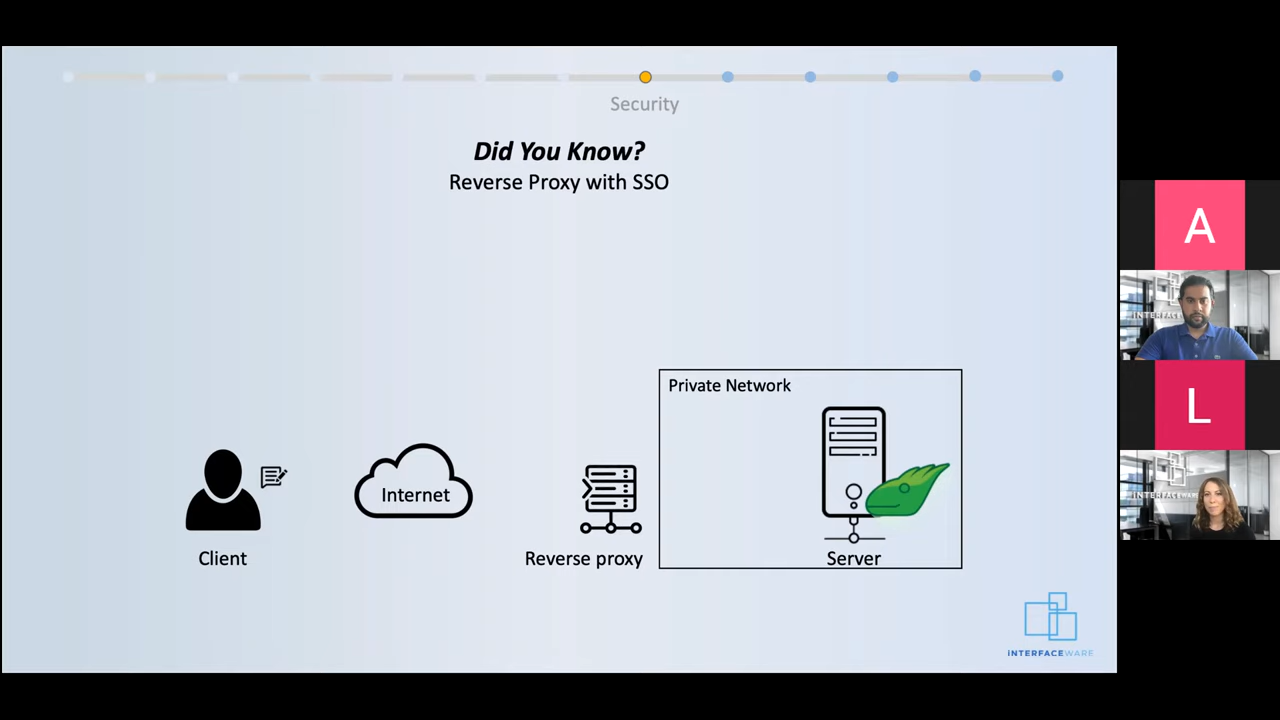 Security
Did You Know?
Reverse Proxy with SSO
Private Network
Internet
Client
Reverse proxy
Server
INTERFACEWARE
A
L